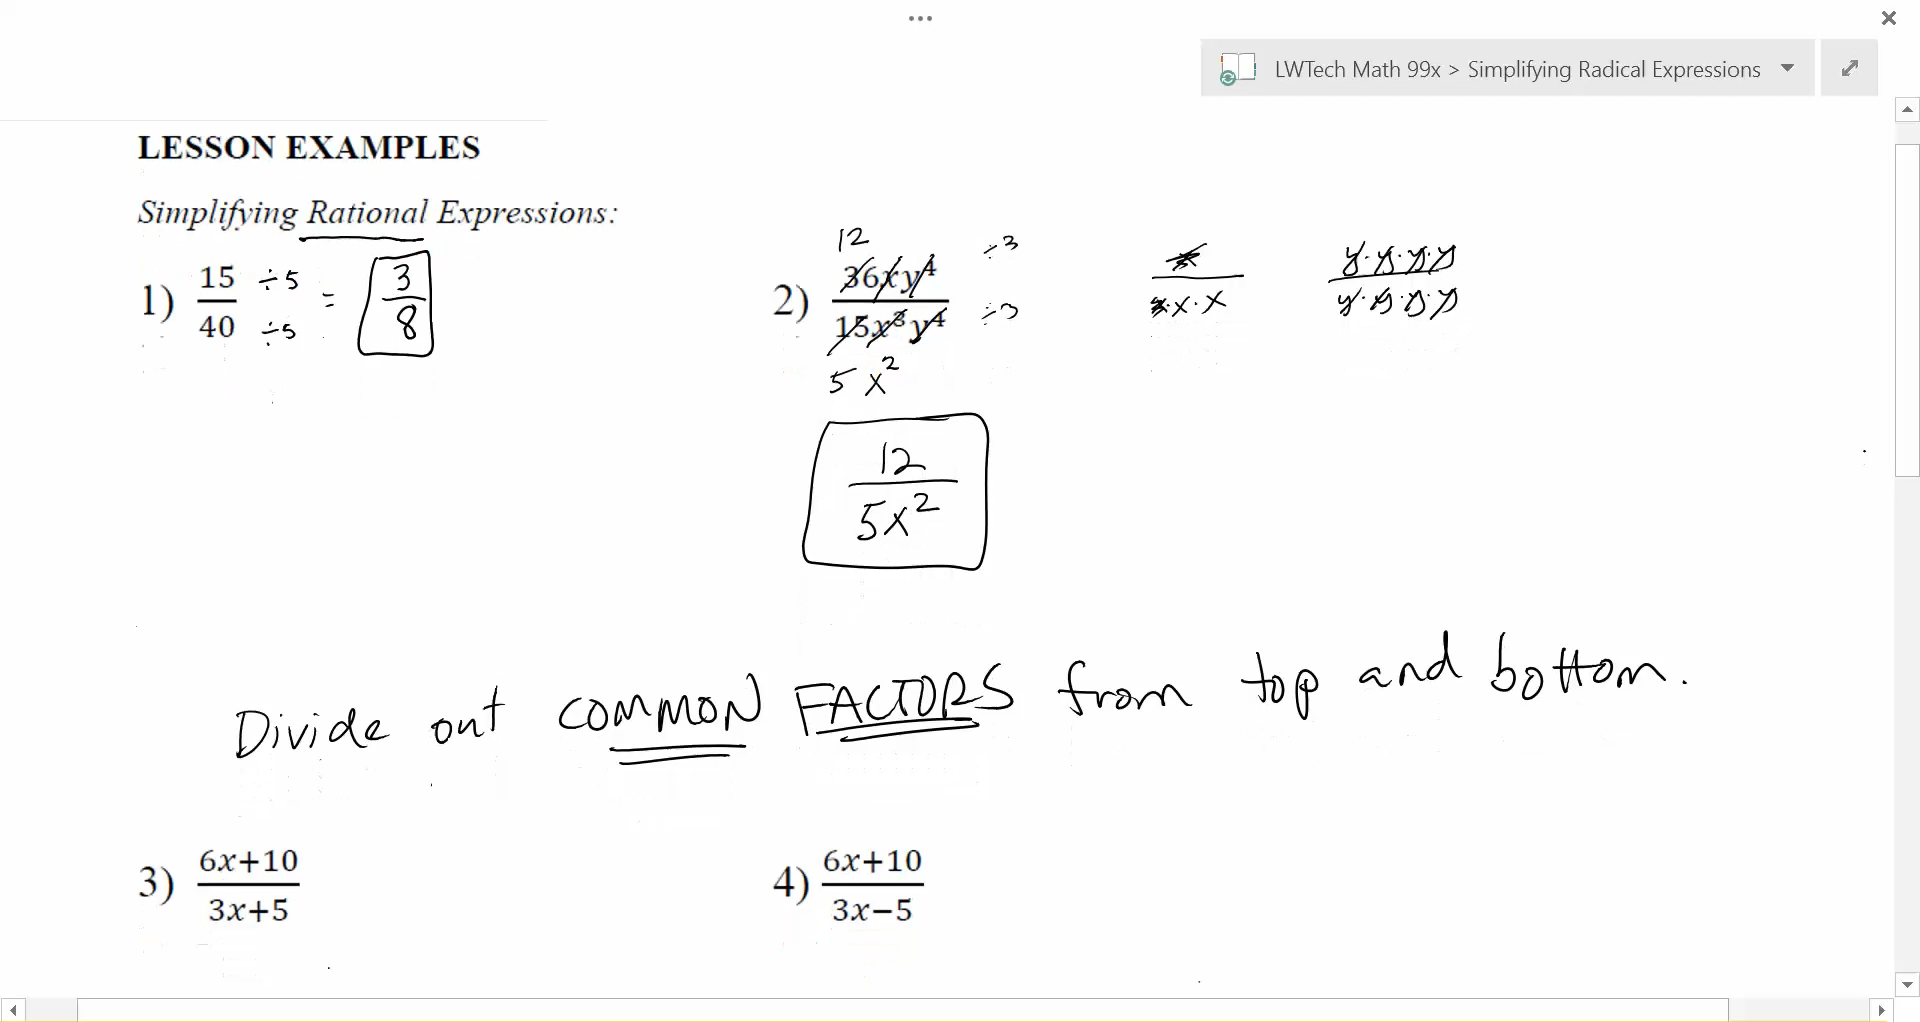 LWTech Math 99x > Simplifying Radical Expressions
LESSON EXAMPLES
Simplifying Rational Expressions:
1) 15/40 ÷5 ÷5 = 3/8
2) 36xy⁴/15x³y⁴ ÷3 ÷3
12
5x²
x/x·x·x
y·y·y·y/y·y·y·y
12/5x²
Divide out COMMON FACTORS from top and bottom.
3) 6x+10/3x+5
4) 6x+10/3x−5